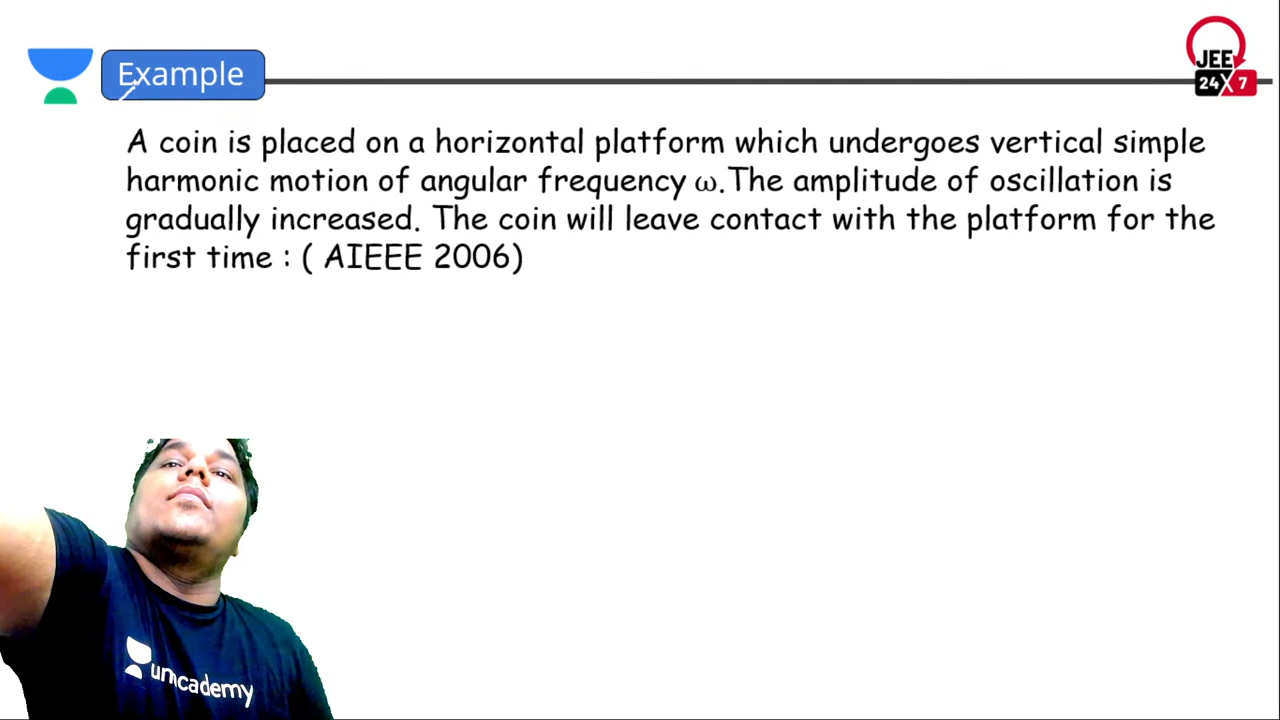 JEE
24X7
Example
A coin is placed on a horizontal platform which undergoes vertical simple
harmonic motion of angular frequency ω.The amplitude of oscillation is
gradually increased. The coin will leave contact with the platform for the
first time : ( AIEEE 2006)
unacademy